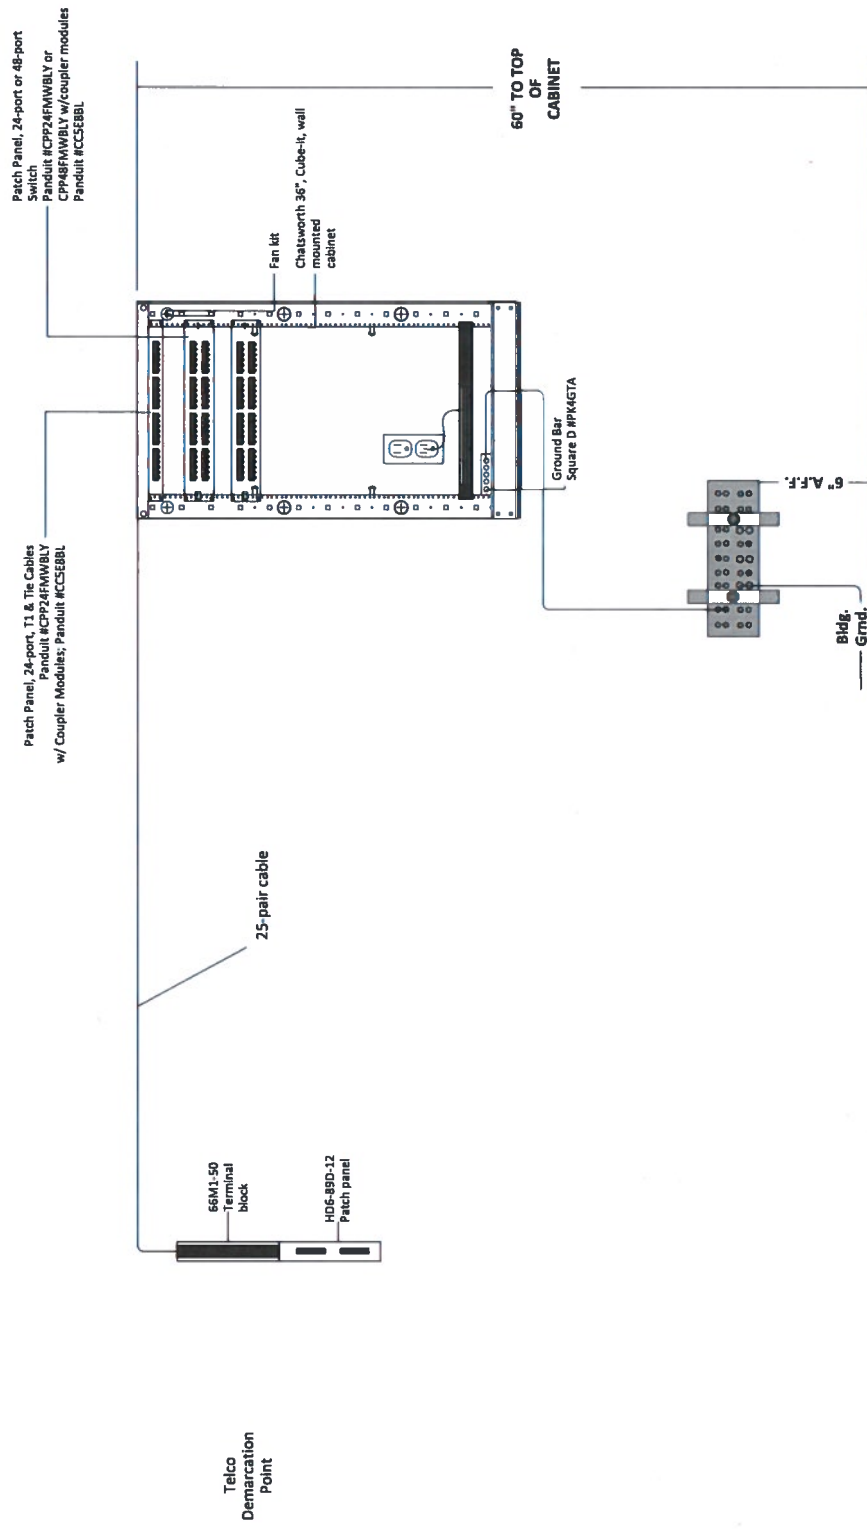 Patch Panel, 24-port or 48-port
Switch
Panduit #CPP24FMWBLY or
CPP48FMWBLY w/coupler modules
Panduit #CC5E88BL
60" TO TOP
OF
CABINET
Fan kit
Chatsworth 36", Cube-it, wall
mounted
cabinet
Patch Panel, 24-port, T1 & Tie Cables
Panduit #CPP24FMWBLY
w/ Coupler Modules; Panduit #CC5E88BL
Ground Bar
Square D #PK4GTA
6" A.F.F.
Bldg.
Grnd.
25-pair cable
66M1-50
Terminal
block
HD6-89D-12
Patch panel
Telco
Demarcation
Point